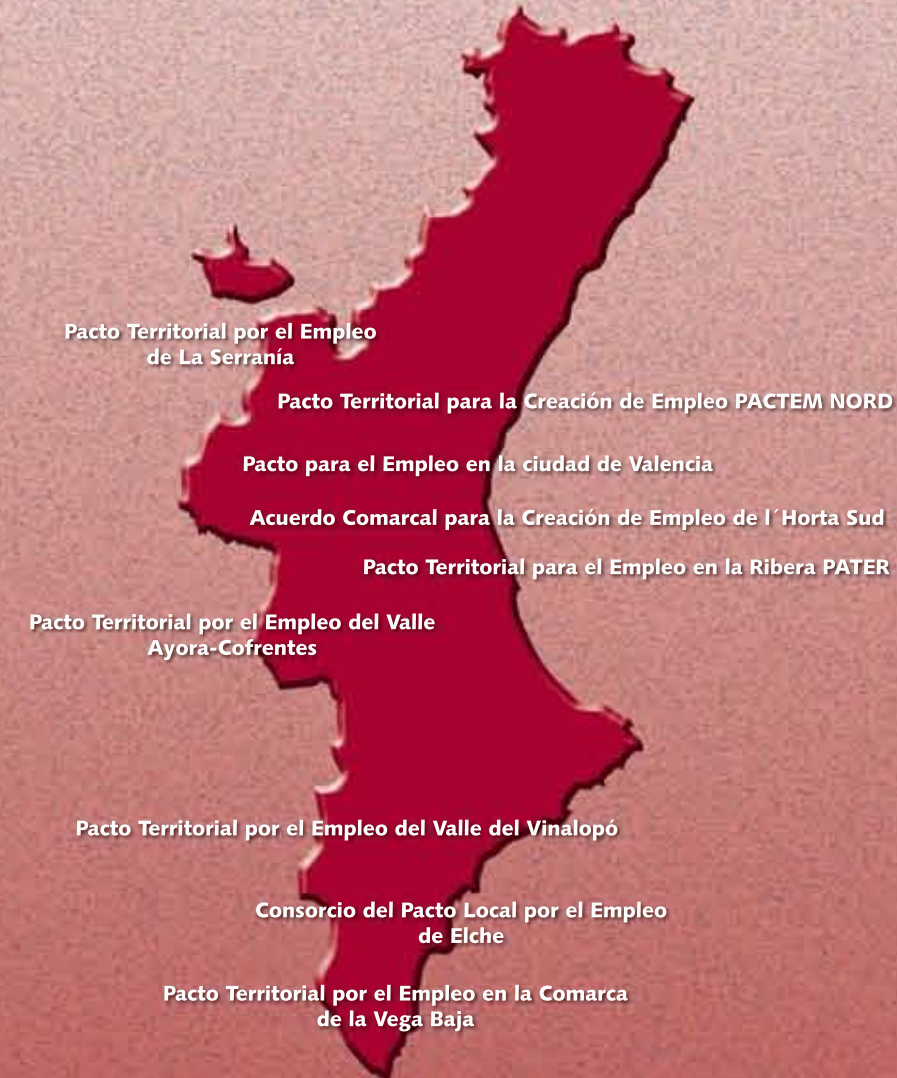 Pacto Territorial por el Empleo
de La Serranía
Pacto Territorial para la Creación de Empleo PACTEM NORD
Pacto para el Empleo en la ciudad de Valencia
Acuerdo Comarcal para la Creación de Empleo de l´Horta Sud
Pacto Territorial para el Empleo en la Ribera PATER
Pacto Territorial por el Empleo del Valle
Ayora-Cofrentes
Pacto Territorial por el Empleo del Valle del Vinalopó
Consorcio del Pacto Local por el Empleo
de Elche
Pacto Territorial por el Empleo en la Comarca
de la Vega Baja